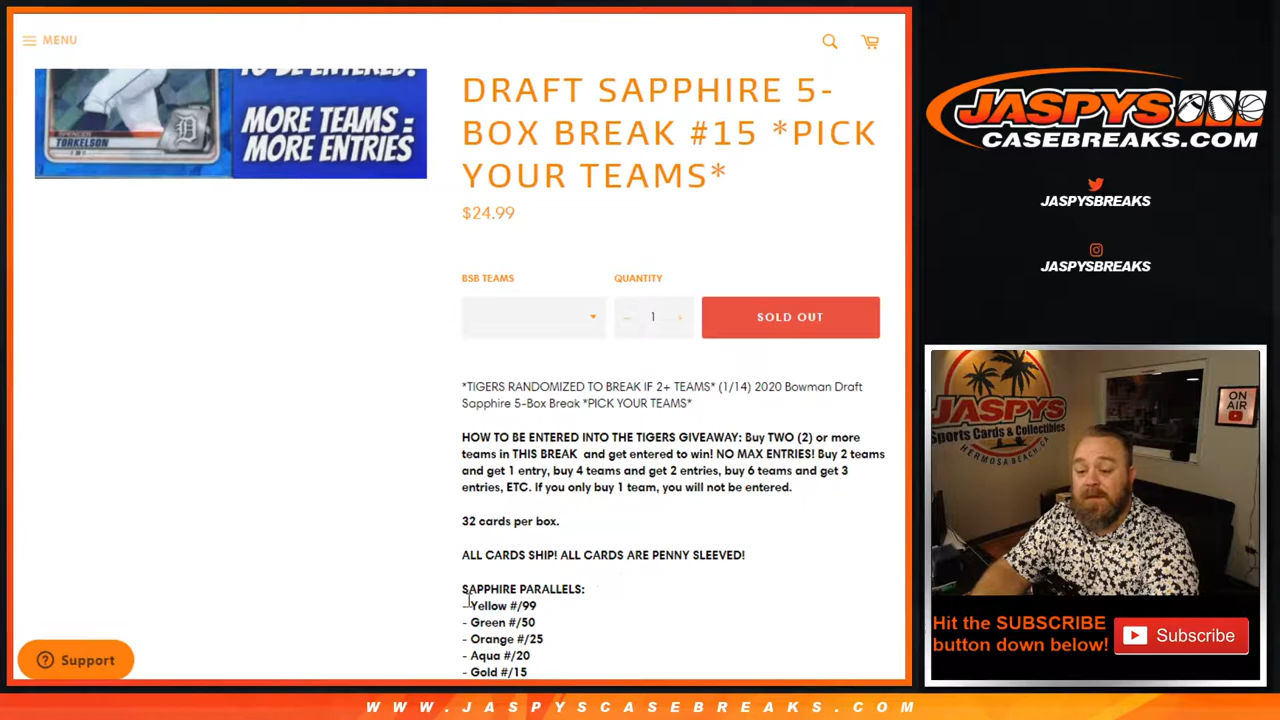 MENU
TO BE ENTERED!
MORE TEAMS =
MORE ENTRIES
SPENCER
TORKELSON
DRAFT SAPPHIRE 5-
BOX BREAK #15 *PICK
YOUR TEAMS*
$24.99
BSB TEAMS
QUANTITY
1
SOLD OUT
*TIGERS RANDOMIZED TO BREAK IF 2+ TEAMS* (1/14) 2020 Bowman Draft
Sapphire 5-Box Break *PICK YOUR TEAMS*
HOW TO BE ENTERED INTO THE TIGERS GIVEAWAY: Buy TWO (2) or more
teams in THIS BREAK and get entered to win! NO MAX ENTRIES! Buy 2 teams
and get 1 entry, buy 4 teams and get 2 entries, buy 6 teams and get 3
entries, ETC. If you only buy 1 team, you will not be entered.
32 cards per box.
ALL CARDS SHIP! ALL CARDS ARE PENNY SLEEVED!
SAPPHIRE PARALLELS:
- Yellow #/99
- Green #/50
- Orange #/25
- Aqua #/20
- Gold #/15
Support
JASPYS
CASEBREAKS.COM
JASPYSBREAKS
JASPYSBREAKS
JASPYS
Sports Cards & Collectibles
HERMOSA BEACH, CA
ON
AIR
Hit the SUBSCRIBE
button down below!
Subscribe
WWW.JASPYSCASEBREAKS.COM